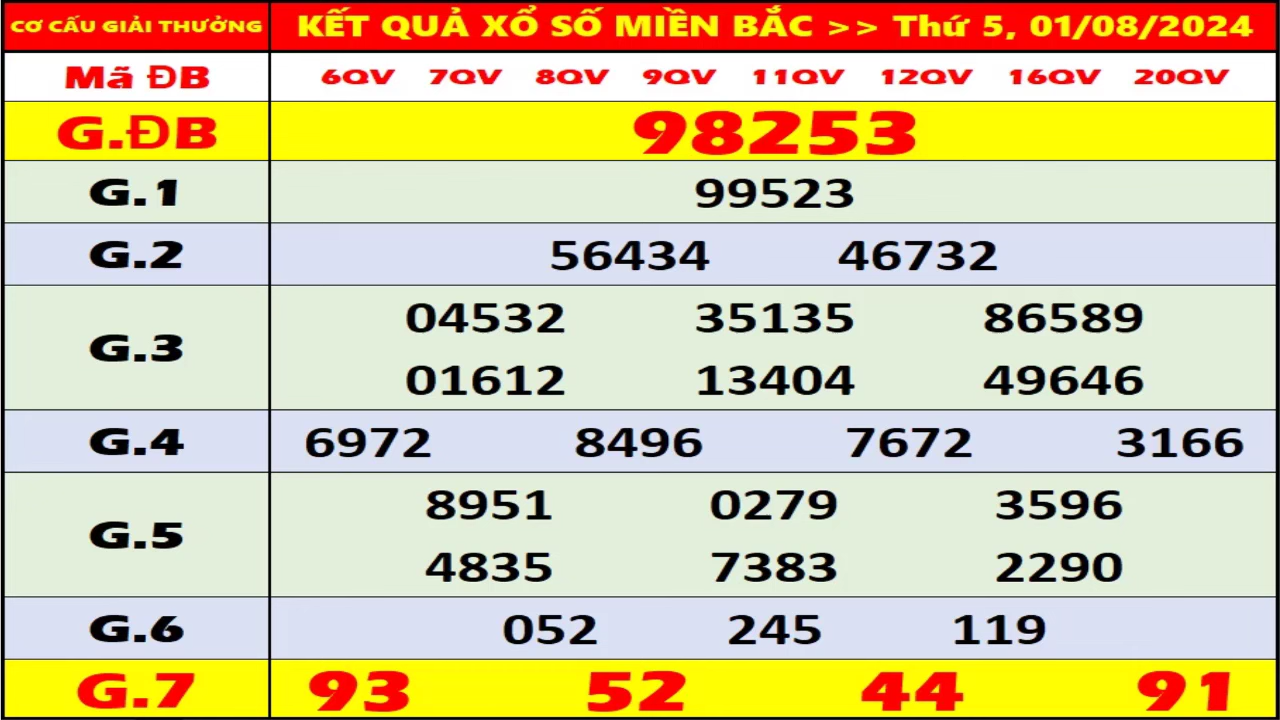 CƠ CẤU GIẢI THƯỞNG KẾT QUẢ XỔ SỐ MIỀN BẮC >> Thứ 5, 01/08/2024
Mã ĐB 6QV 7QV 8QV 9QV 11QV 12QV 16QV 20QV
G.ĐB 98253
G.1 99523
G.2 56434 46732
G.3
04532 35135 86589
01612 13404 49646
G.4 6972 8496 7672 3166
G.5
8951 0279 3596
4835 7383 2290
G.6 052 245 119
G.7 93 52 44 91